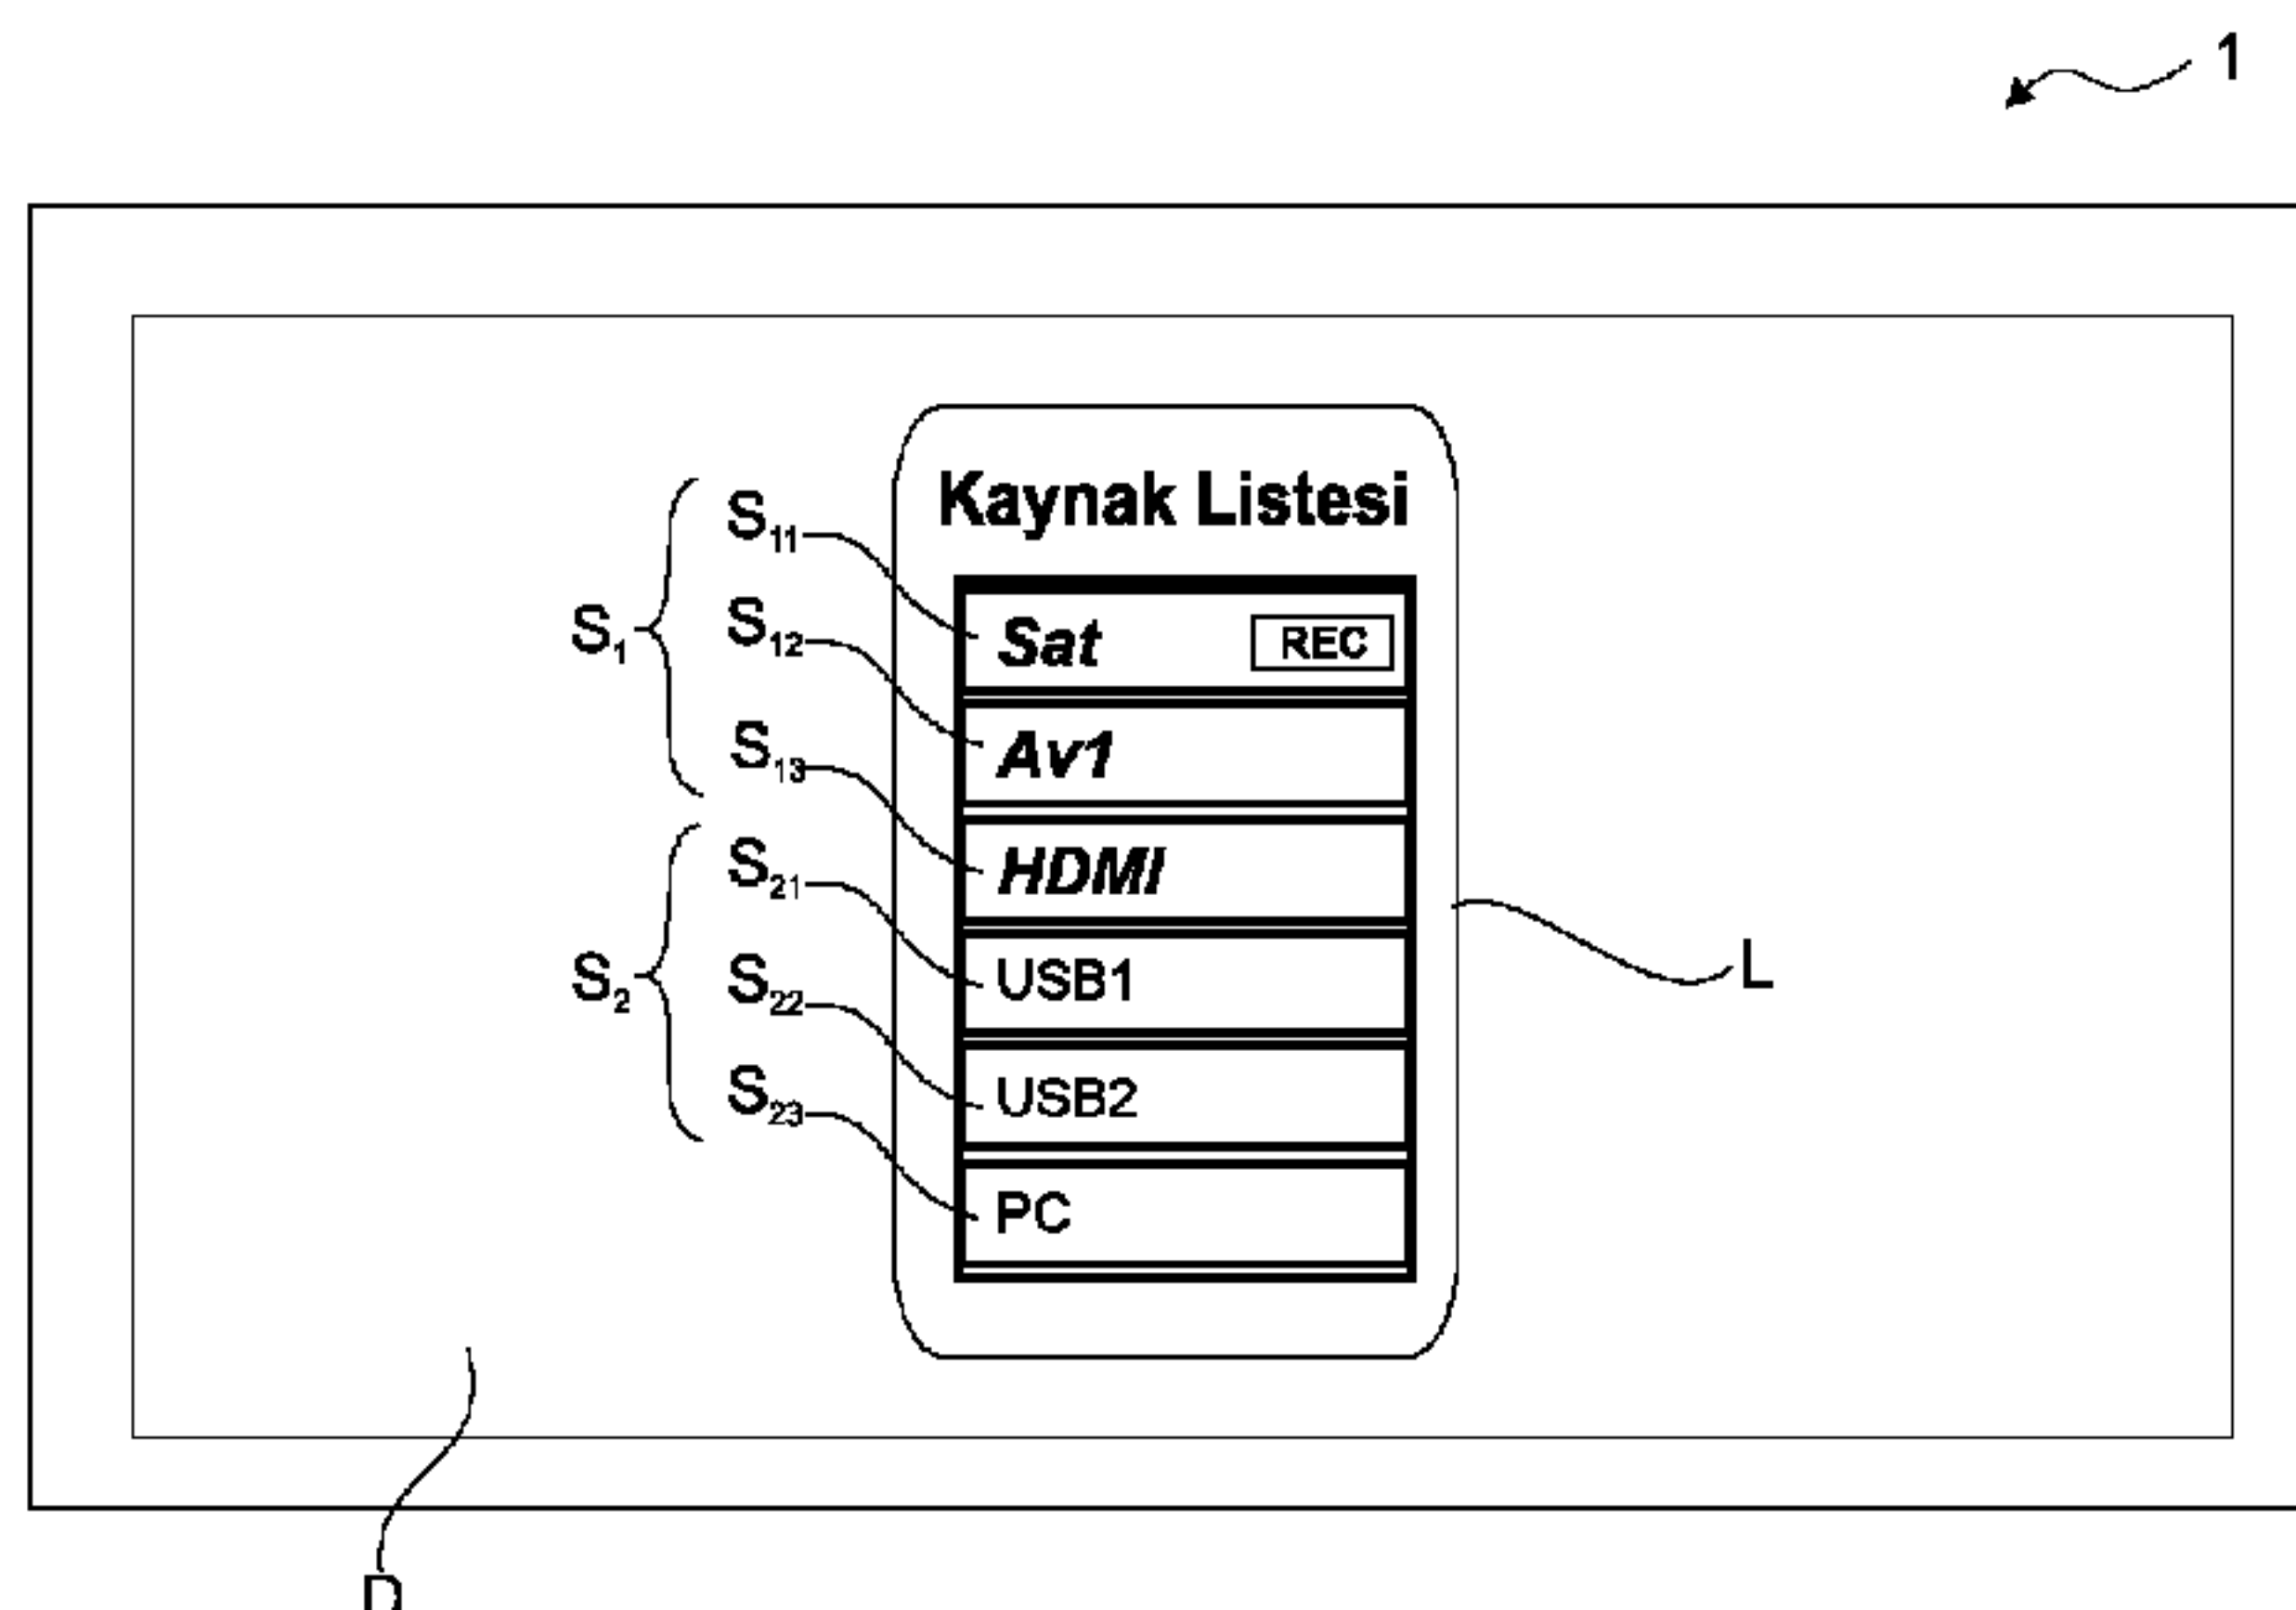 1
Kaynak Listesi
S₁
S₁₁
Sat REC
S₁₂
Av1
S₁₃
HDMI
S₂
S₂₁
USB1
S₂₂
USB2
S₂₃
PC
L
D